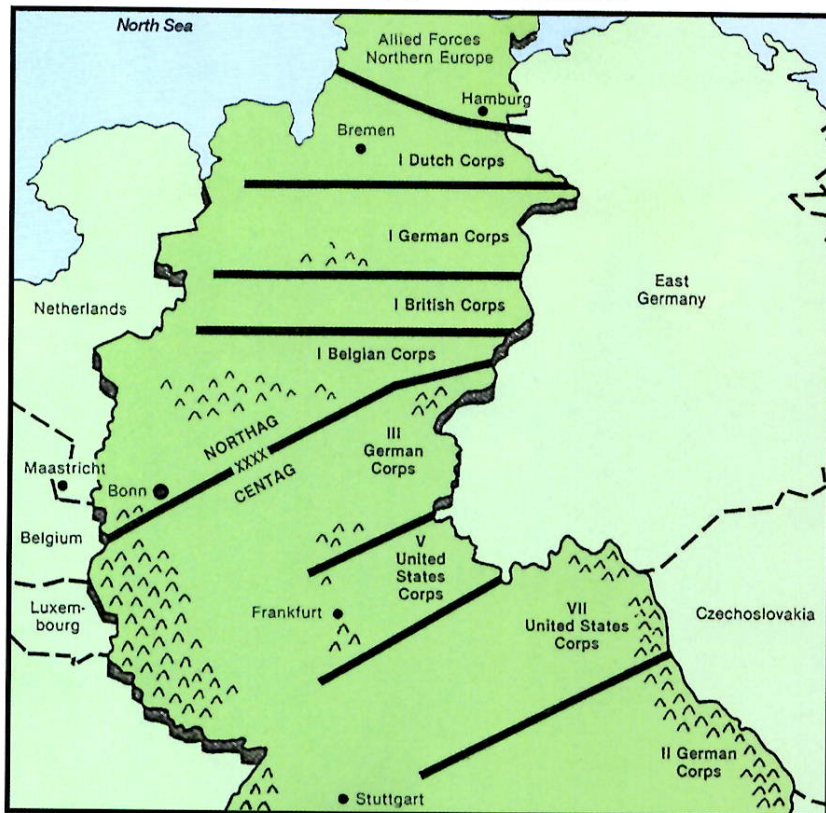 North Sea
Allied Forces
Northern Europe
Hamburg
Bremen
I Dutch Corps
I German Corps
East
Germany
Netherlands
I British Corps
I Belgian Corps
NORTHAG
XXXX
CENTAG
III
German
Corps
Maastricht
Bonn
Belgium
V
United
States
Corps
Luxem-
bourg
Frankfurt
VII
United States
Corps
Czechoslovakia
II German
Corps
Stuttgart